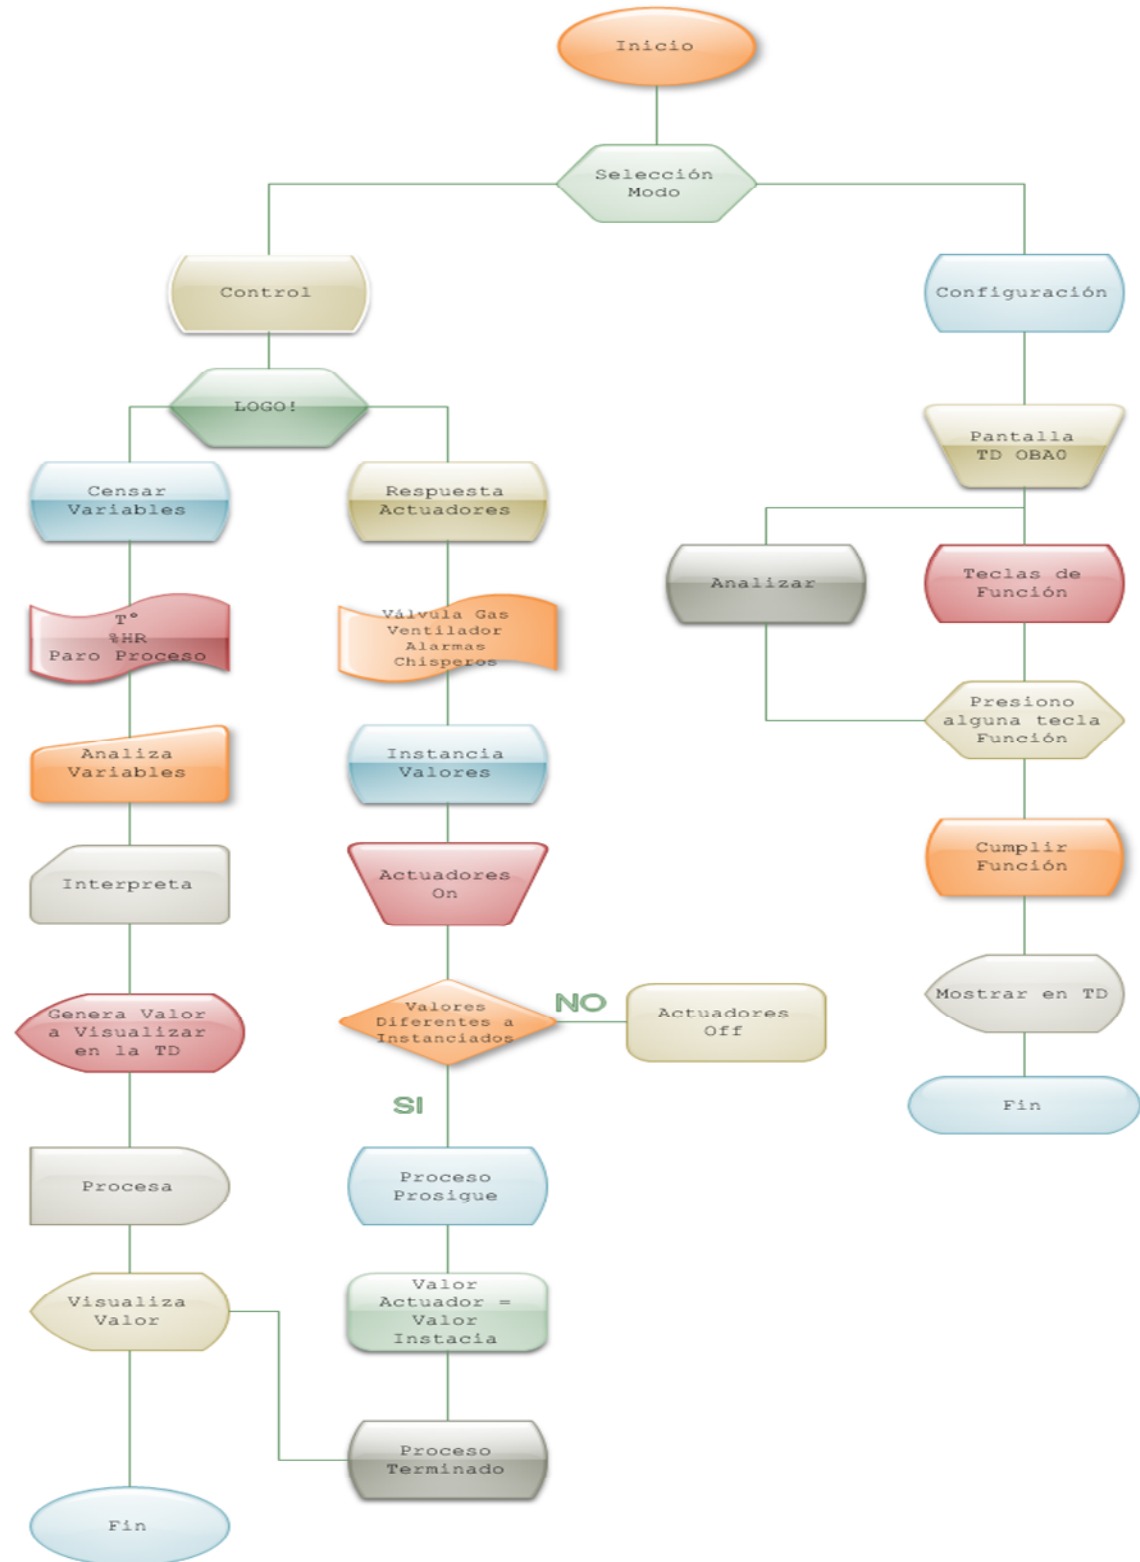 Inicio
Selección
Modo
Control
Configuración
LOGO!
Pantalla
TD OBA0
Censar
Variables
Respuesta
Actuadores
Analizar
Teclas de
Función
T°
%HR
Paro Proceso
Válvula Gas
Ventilador
Alarmas
Chisperos
Presiono
alguna tecla
Función
Analiza
Variables
Instancia
Valores
Interpreta
Actuadores
On
Cumplir
Función
Genera Valor
a Visualizar
en la TD
Valores
Diferentes a
Instanciados
NO
Actuadores
Off
Mostrar en TD
SI
Fin
Procesa
Proceso
Prosigue
Visualiza
Valor
Valor
Actuador =
Valor
Instacia
Proceso
Terminado
Fin